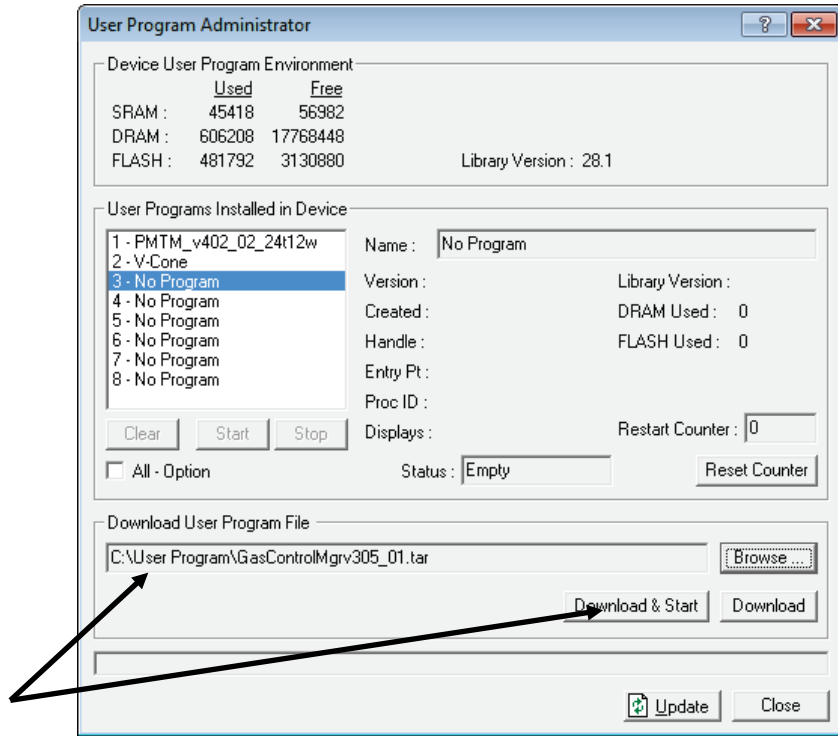 User Program Administrator
Device User Program Environment
Used Free
SRAM : 45418 56982
DRAM : 606208 17768448
FLASH : 481792 3130880 Library Version : 28.1
User Programs Installed in Device
1 - PMTM_v402_02_24t12w
2 - V-Cone
3 - No Program
4 - No Program
5 - No Program
6 - No Program
7 - No Program
8 - No Program
Name : No Program
Version : Library Version :
Created : DRAM Used : 0
Handle : FLASH Used : 0
Entry Pt :
Proc ID :
Displays : Restart Counter : 0
Clear Start Stop
All - Option Status : Empty Reset Counter
Download User Program File
C:\User Program\GasControlMgrv305_01.tar Browse ...
Download & Start Download
Update Close